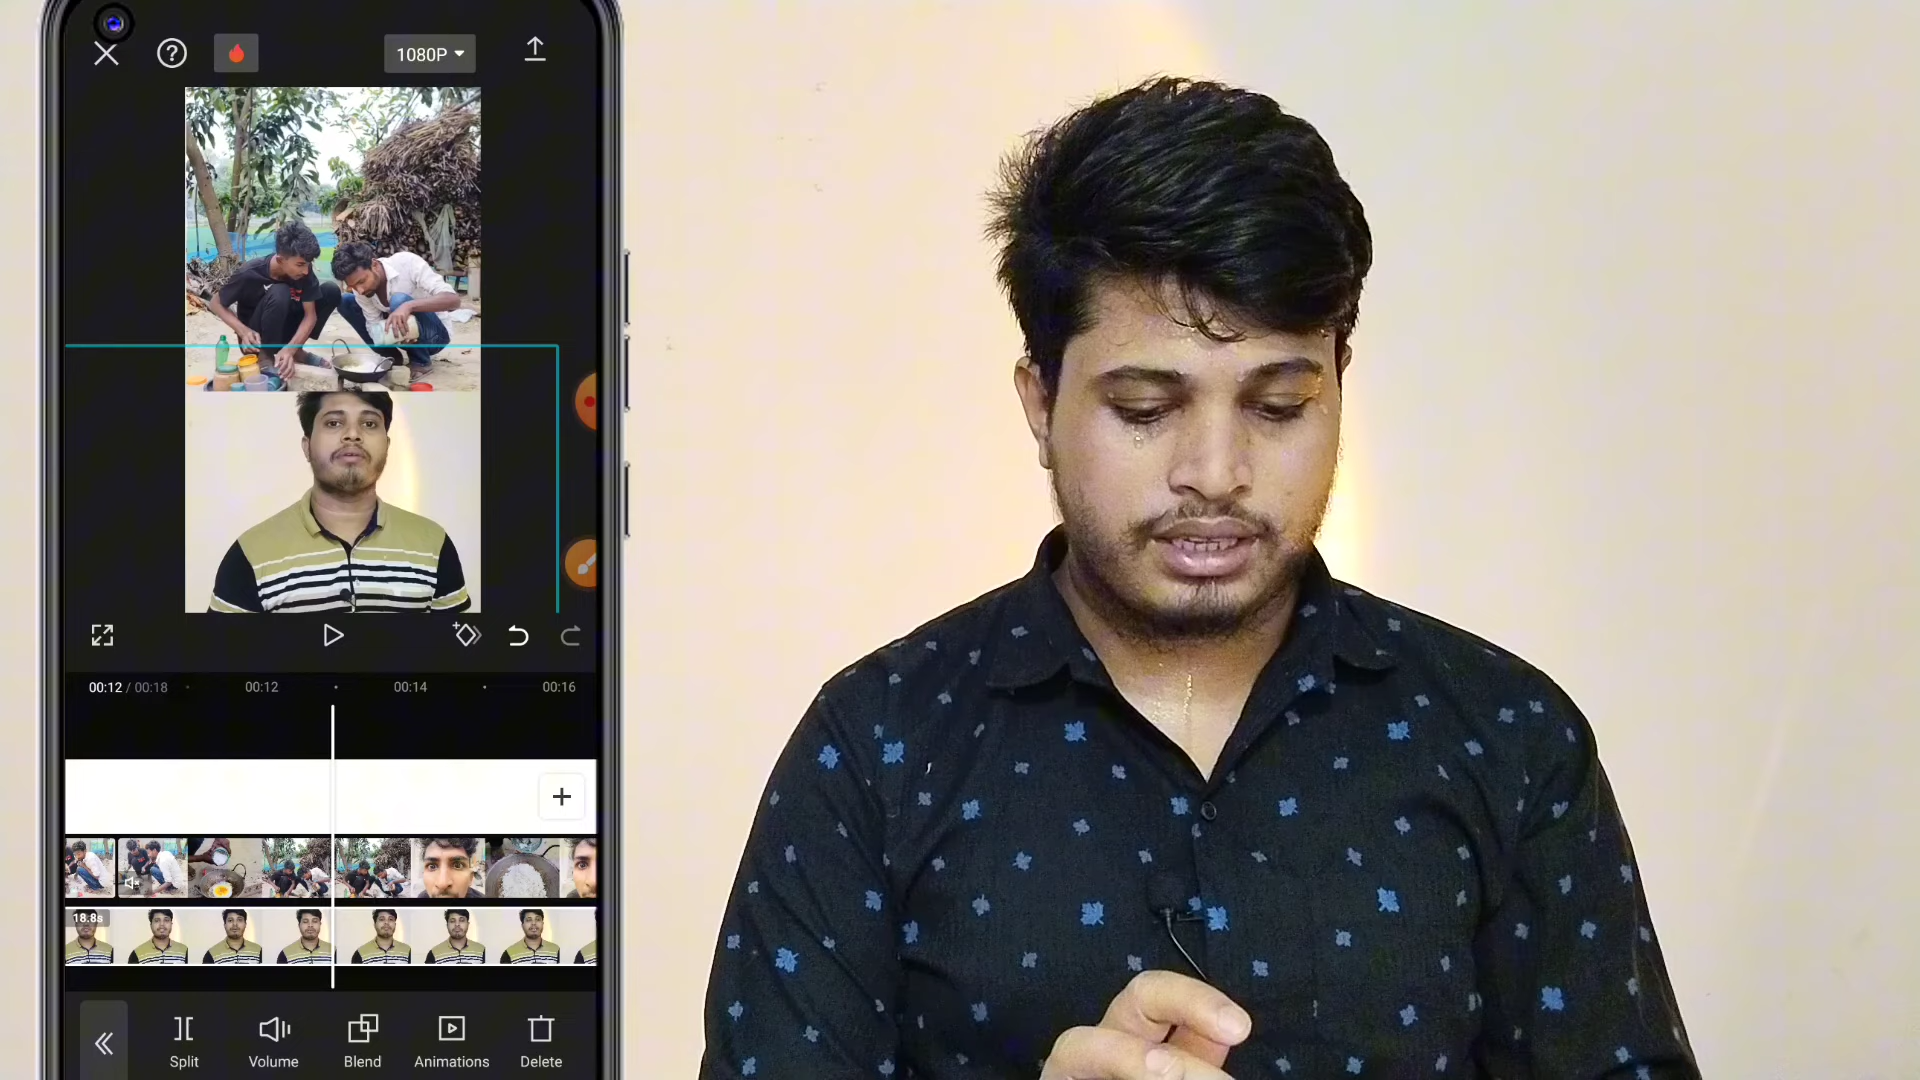 1080P
00:12 / 00:18
00:12
00:14
00:16
18.8s
Split
Volume
Blend
Animations
Delete